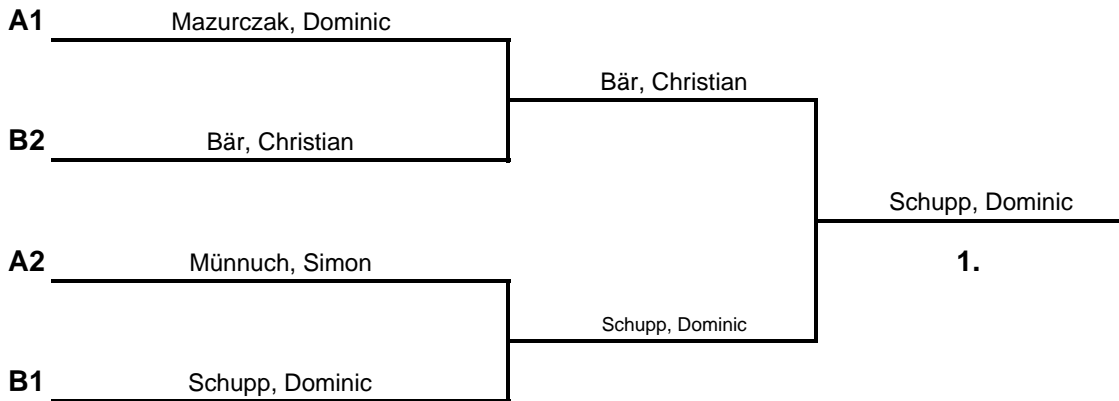 A1 Mazurczak, Dominic
Bär, Christian
B2 Bär, Christian
Schupp, Dominic
A2 Münnuch, Simon
1.
Schupp, Dominic
B1 Schupp, Dominic